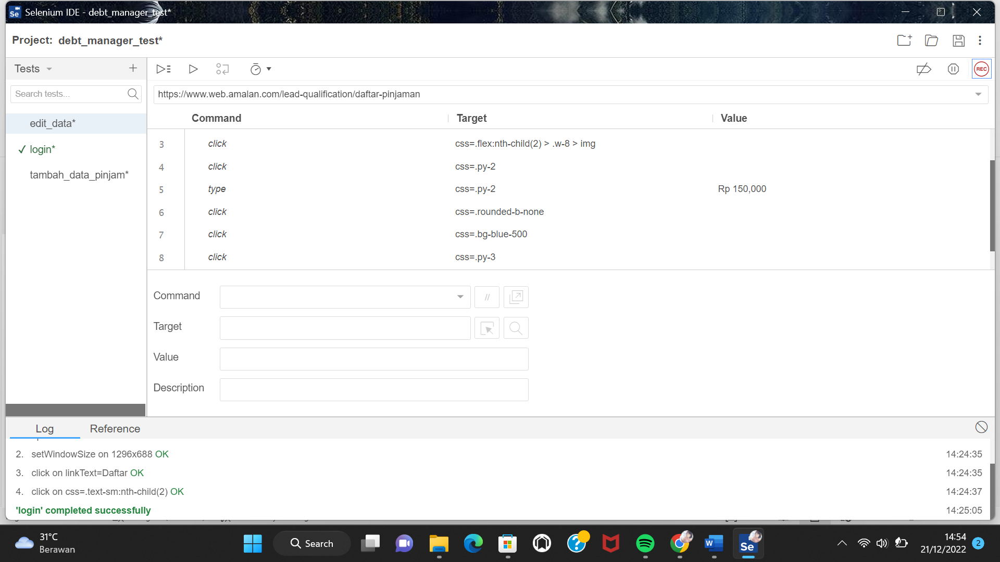 Selenium IDE - debt_manager_test*
Project: debt_manager_test*
Tests
Search tests...
edit_data*
✓ login*
tambah_data_pinjam*
REC
https://www.web.amalan.com/lead-qualification/daftar-pinjaman
Command Target Value
3 click css=.flex:nth-child(2) > .w-8 > img
4 click css=.py-2
5 type css=.py-2 Rp 150,000
6 click css=.rounded-b-none
7 click css=.bg-blue-500
8 click css=.py-3
Command //
Target
Value
Description
Log Reference
2. setWindowSize on 1296x688 OK 14:24:35
3. click on linkText=Daftar OK 14:24:35
4. click on css=.text-sm:nth-child(2) OK 14:24:37
'login' completed successfully 14:25:05
31°C
Berawan
Search
14:54
21/12/2022
2